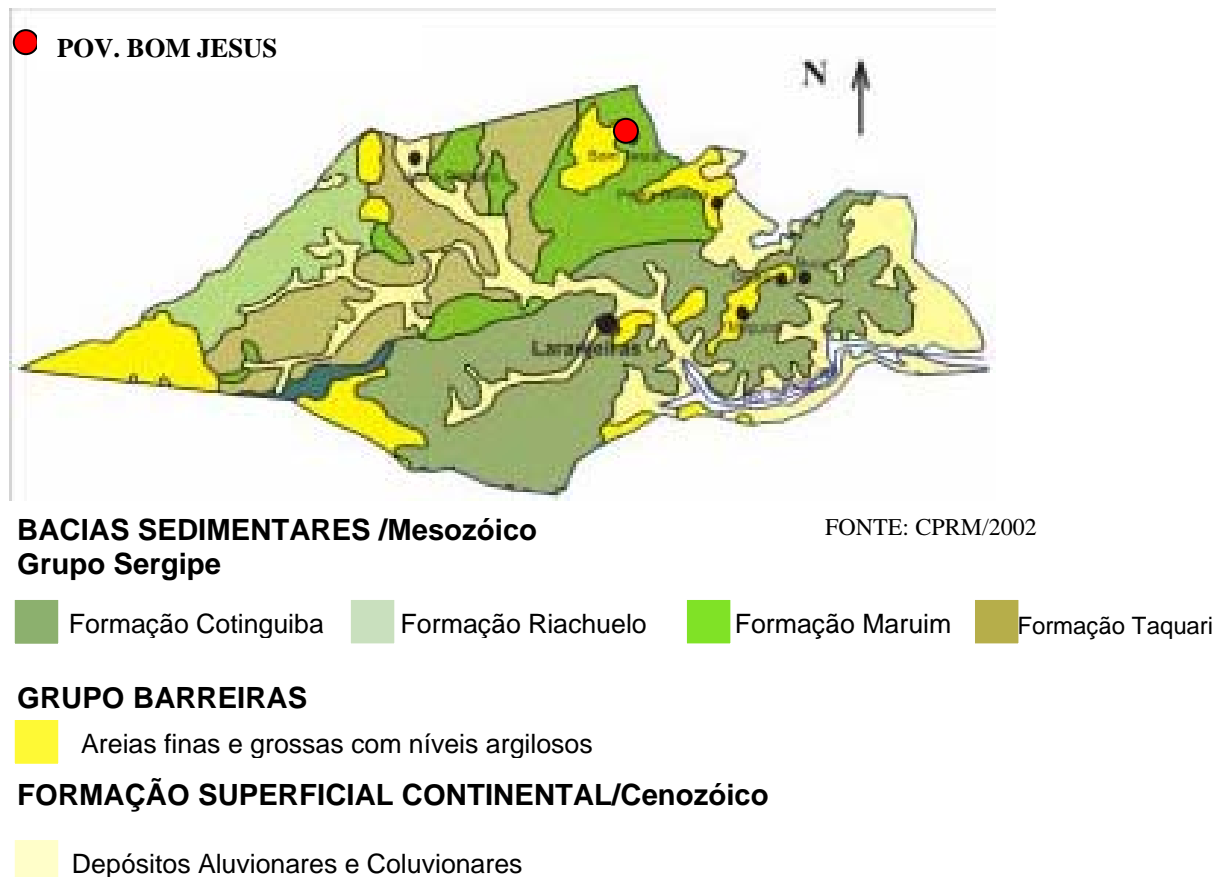 POV. BOM JESUS
N
Laranjeiras
BACIAS SEDIMENTARES /Mesozóico
FONTE: CPRM/2002
Grupo Sergipe
Formação Cotinguiba
Formação Riachuelo
Formação Maruim
Formação Taquari
GRUPO BARREIRAS
Areias finas e grossas com níveis argilosos
FORMAÇÃO SUPERFICIAL CONTINENTAL/Cenozóico
Depósitos Aluvionares e Coluvionares